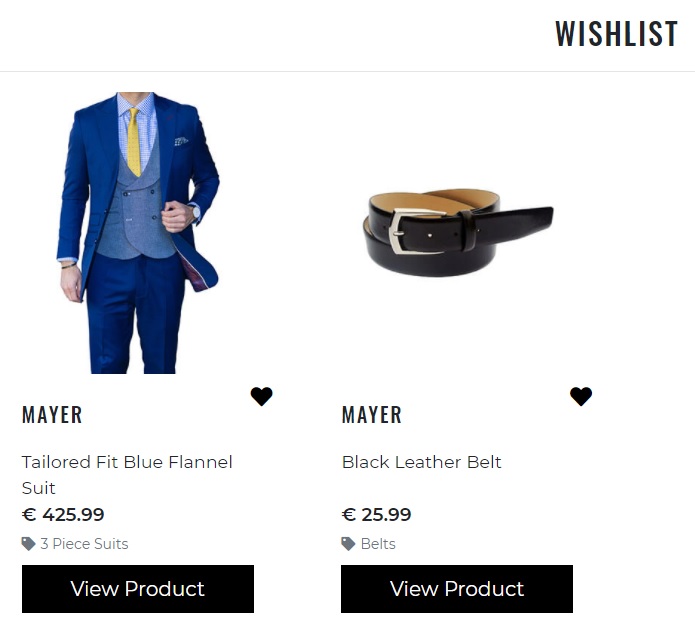 WISHLIST
MAYER
Tailored Fit Blue Flannel
Suit
€ 425.99
3 Piece Suits
View Product
MAYER
Black Leather Belt
€ 25.99
Belts
View Product